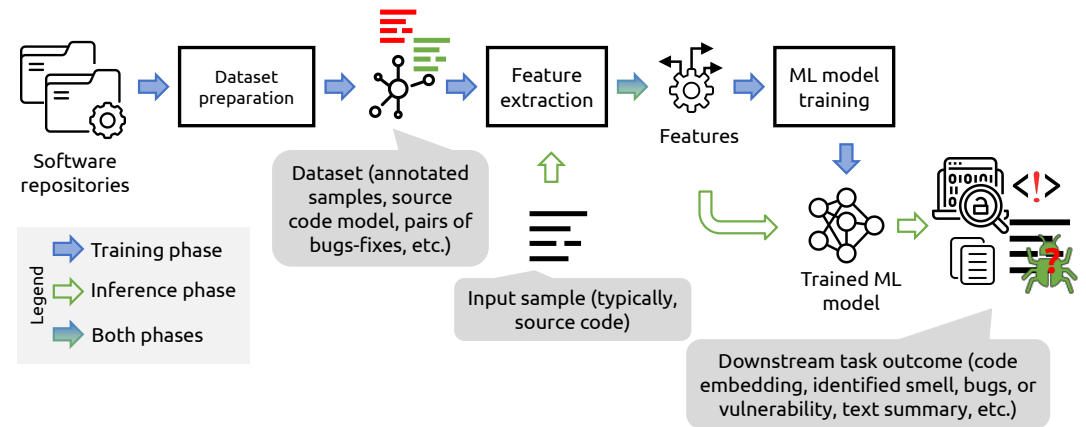 Software
repositories
Dataset
preparation
Dataset (annotated
samples, source
code model, pairs of
bugs-fixes, etc.)
Feature
extraction
Input sample (typically,
source code)
Features
ML model
training
Trained ML
model
0101
<!>
?
Downstream task outcome (code
embedding, identified smell, bugs, or
vulnerability, text summary, etc.)
Legend
Training phase
Inference phase
Both phases